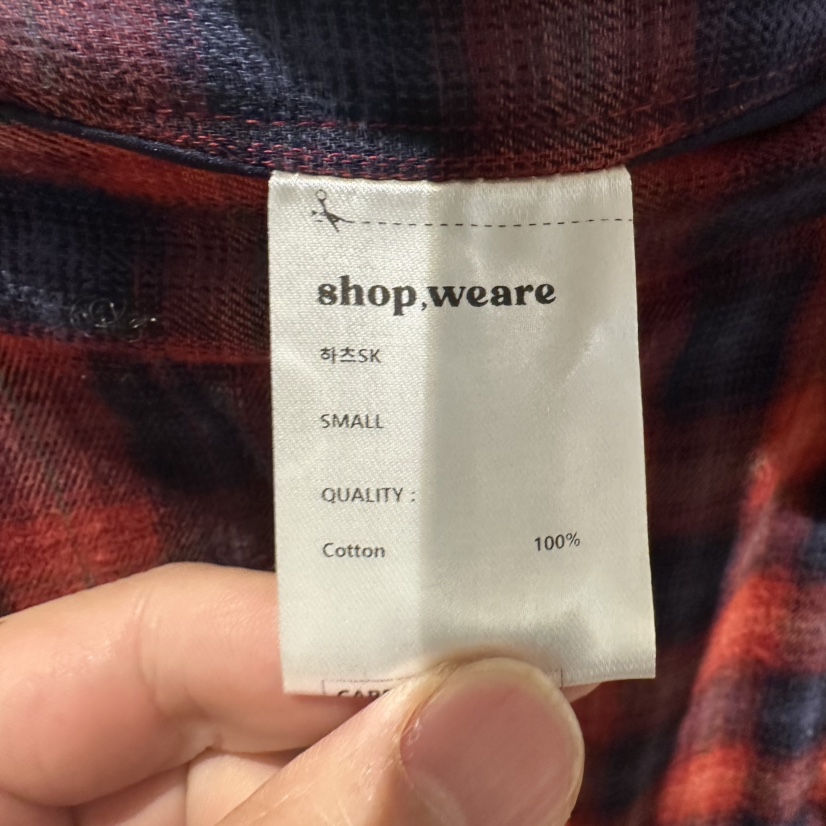 shop,weare
하츠SK
SMALL
QUALITY :
Cotton 100%